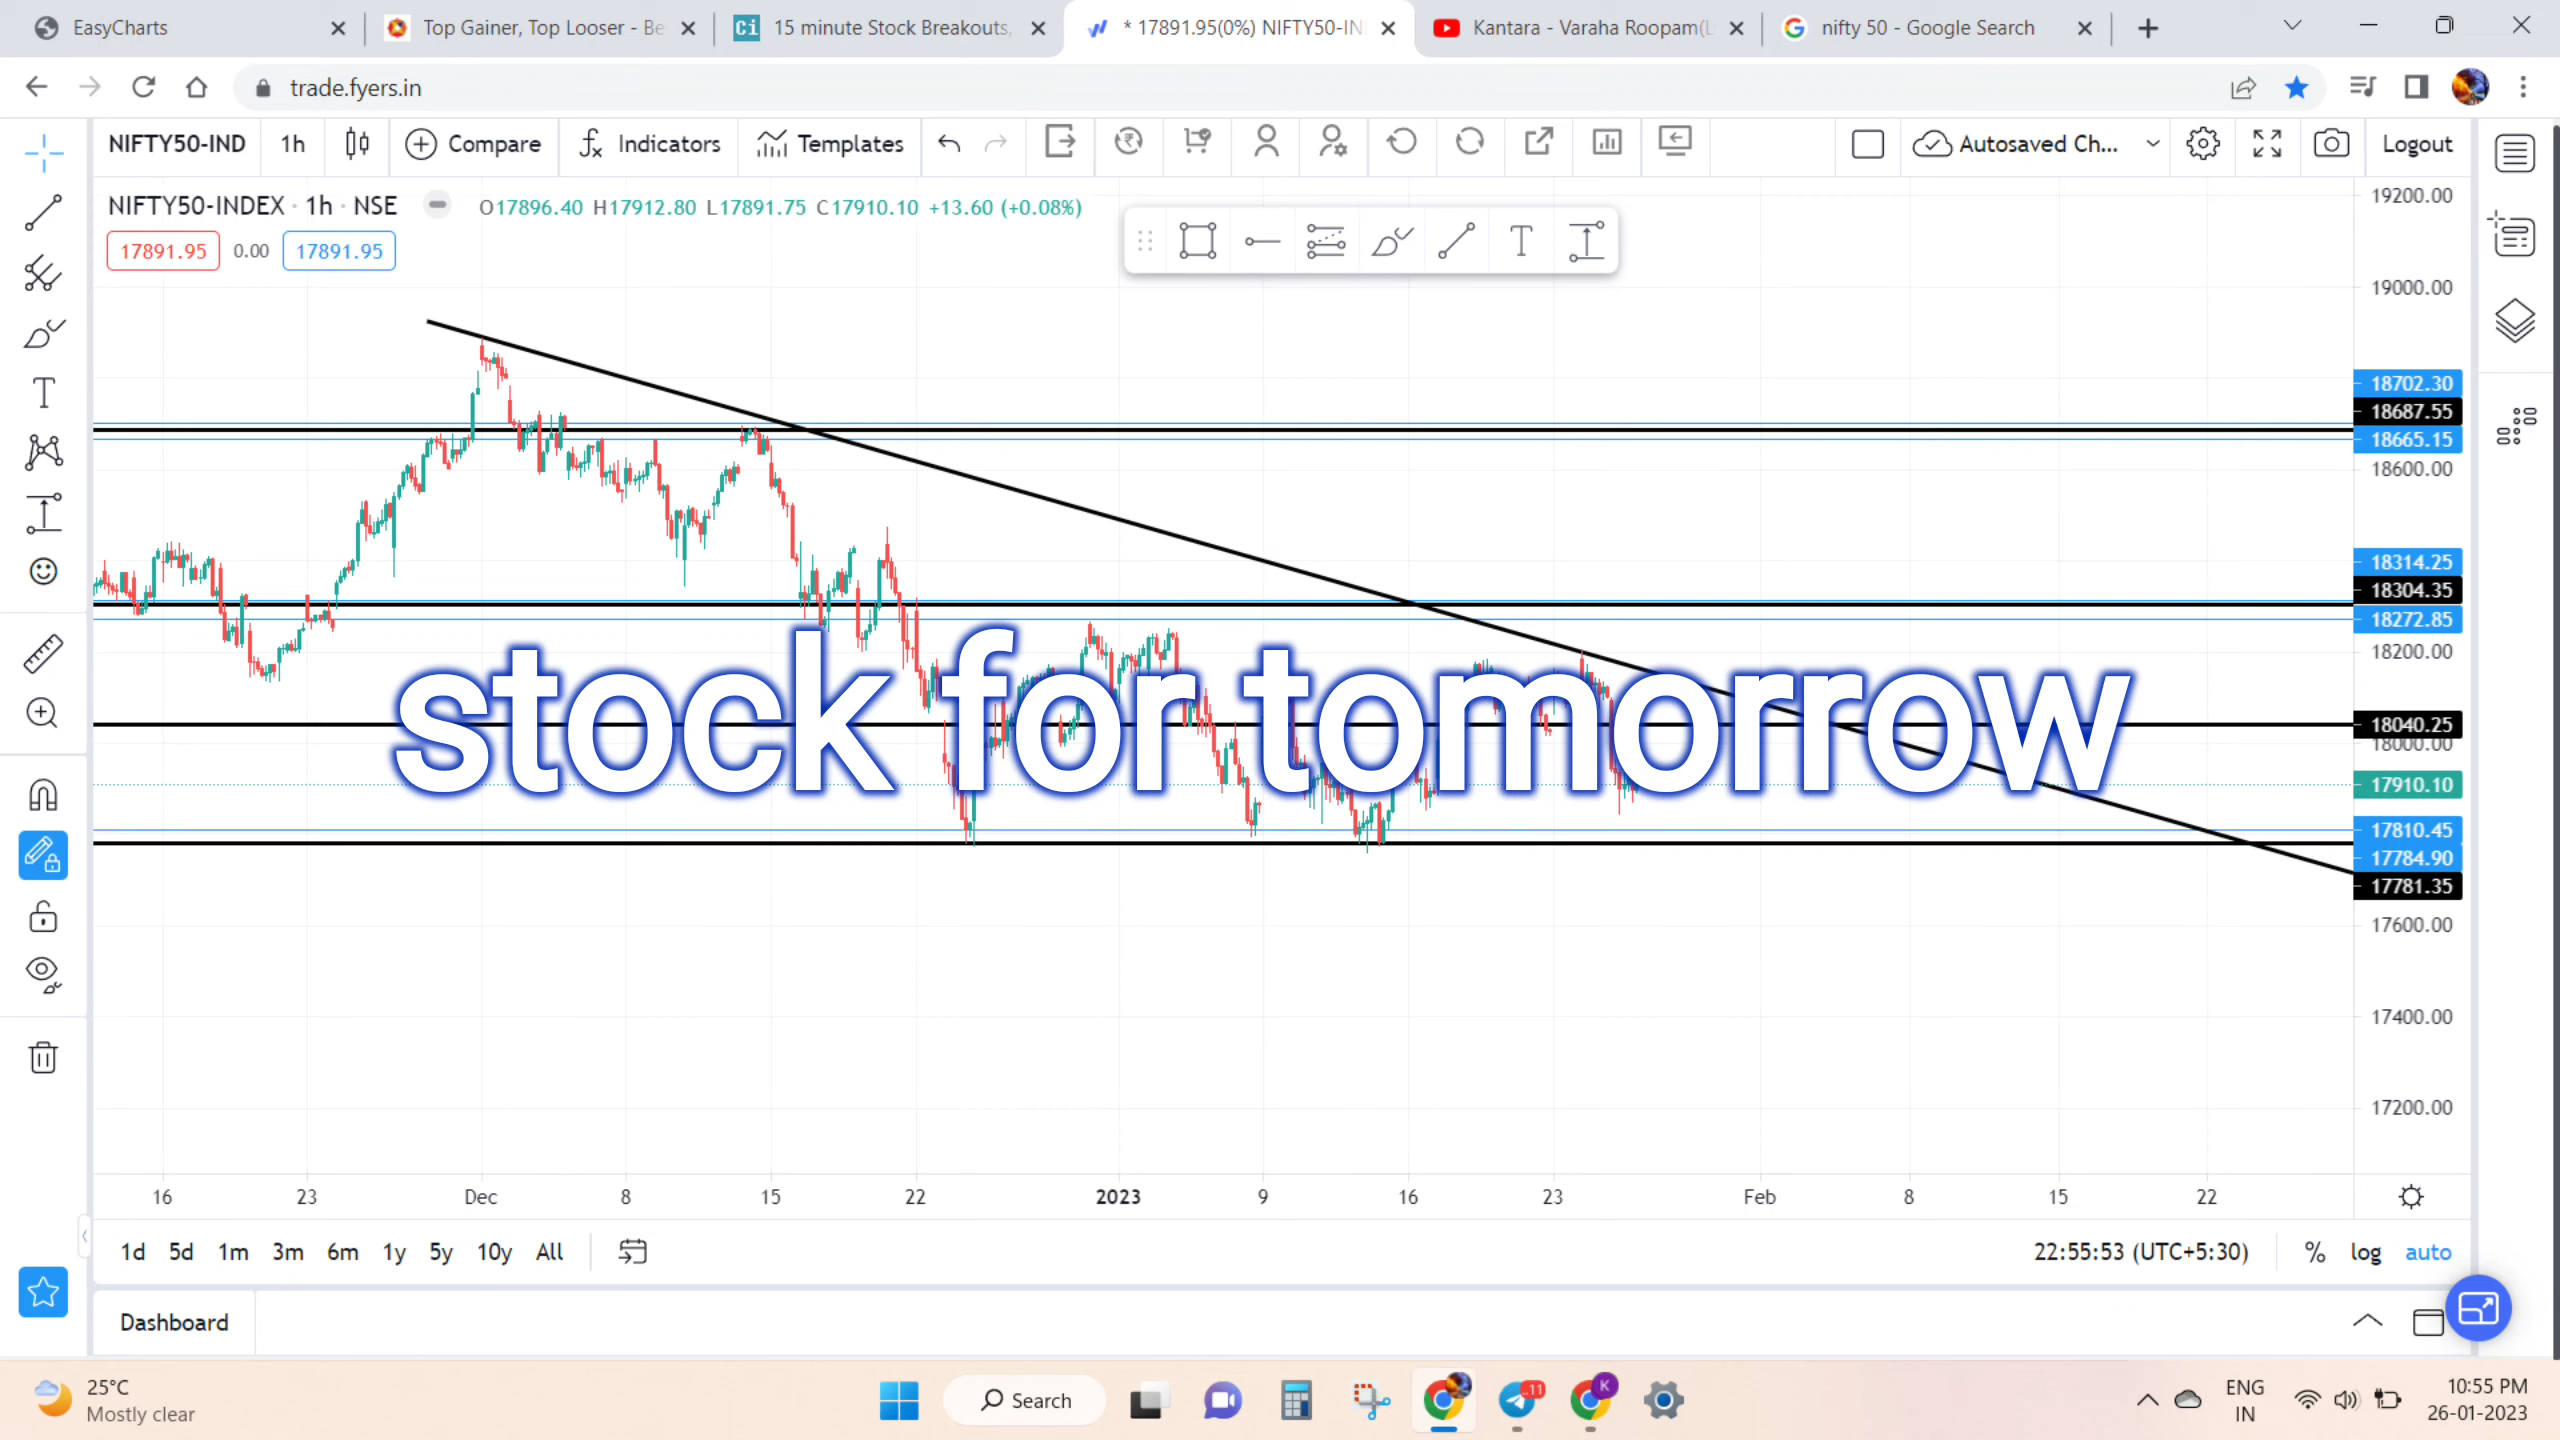 EasyCharts
Top Gainer, Top Looser - Be
15 minute Stock Breakouts,
* 17891.95(0%) NIFTY50-IN
Kantara - Varaha Roopam(L
nifty 50 - Google Search
trade.fyers.in
NIFTY50-IND 1h Compare Indicators Templates Autosaved Ch... Logout
NIFTY50-INDEX · 1h · NSE O17896.40 H17912.80 L17891.75 C17910.10 +13.60 (+0.08%)
17891.95 0.00 17891.95
19200.00
19000.00
18702.30
18687.55
18665.15
18600.00
18314.25
18304.35
18272.85
18200.00
stock for tomorrow
18040.25
18000.00
17910.10
17810.45
17784.90
17781.35
17600.00
17400.00
17200.00
16 23 Dec 8 15 22 2023 9 16 23 Feb 8 15 22
1d 5d 1m 3m 6m 1y 5y 10y All 22:55:53 (UTC+5:30) % log auto
Dashboard
25°C
Mostly clear
Search
11
K
ENG
IN
10:55 PM
26-01-2023